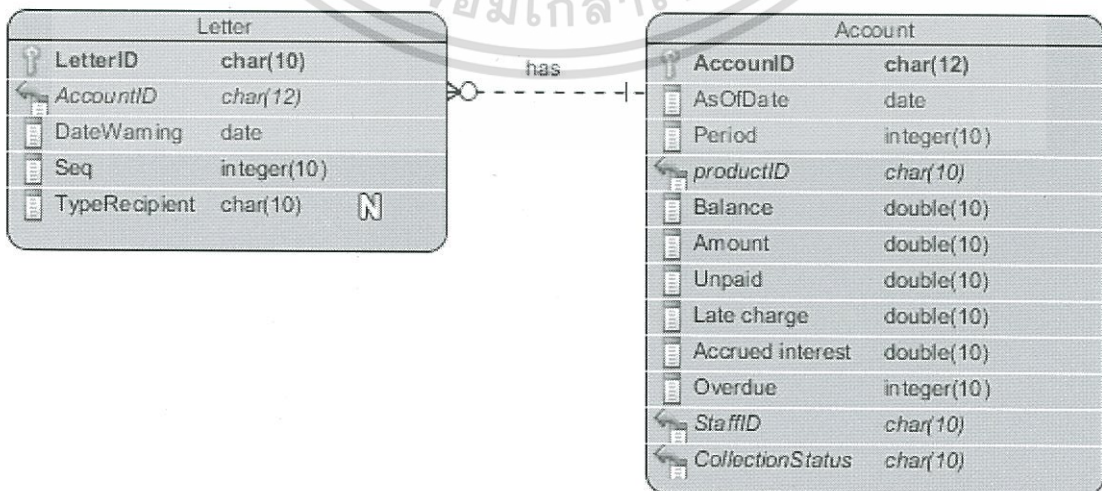 Letter
LetterID char(10)
AccountID char(12)
DateWarning date
Seq integer(10)
TypeRecipient char(10) N
has
Account
AccounID char(12)
AsOfDate date
Period integer(10)
productID char(10)
Balance double(10)
Amount double(10)
Unpaid double(10)
Late charge double(10)
Accrued interest double(10)
Overdue integer(10)
StaffID char(10)
CollectionStatus char(10)